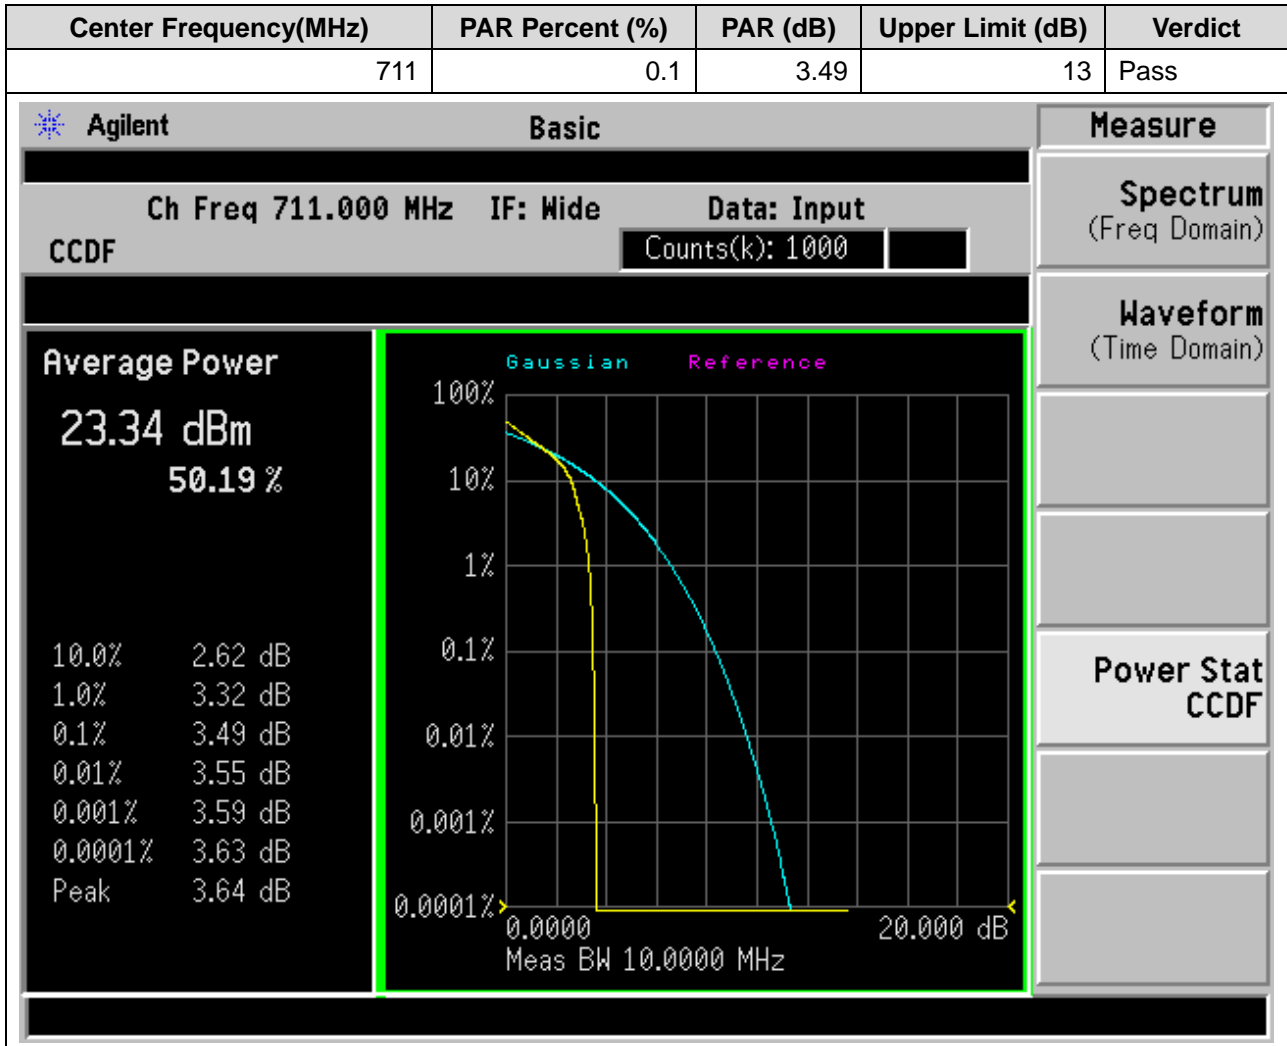 Center Frequency(MHz) PAR Percent (%) PAR (dB) Upper Limit (dB) Verdict
711 0.1 3.49 13 Pass
Agilent Basic Measure
Ch Freq 711.000 MHz IF: Wide Data: Input
CCDF Counts(k): 1000
Spectrum
(Freq Domain)
Waveform
(Time Domain)
Power Stat
CCDF
Average Power
23.34 dBm
50.19 %
10.0% 2.62 dB
1.0% 3.32 dB
0.1% 3.49 dB
0.01% 3.55 dB
0.001% 3.59 dB
0.0001% 3.63 dB
Peak 3.64 dB
Gaussian Reference
100%
10%
1%
0.1%
0.01%
0.001%
0.0001%
0.0000 20.000 dB
Meas BW 10.0000 MHz